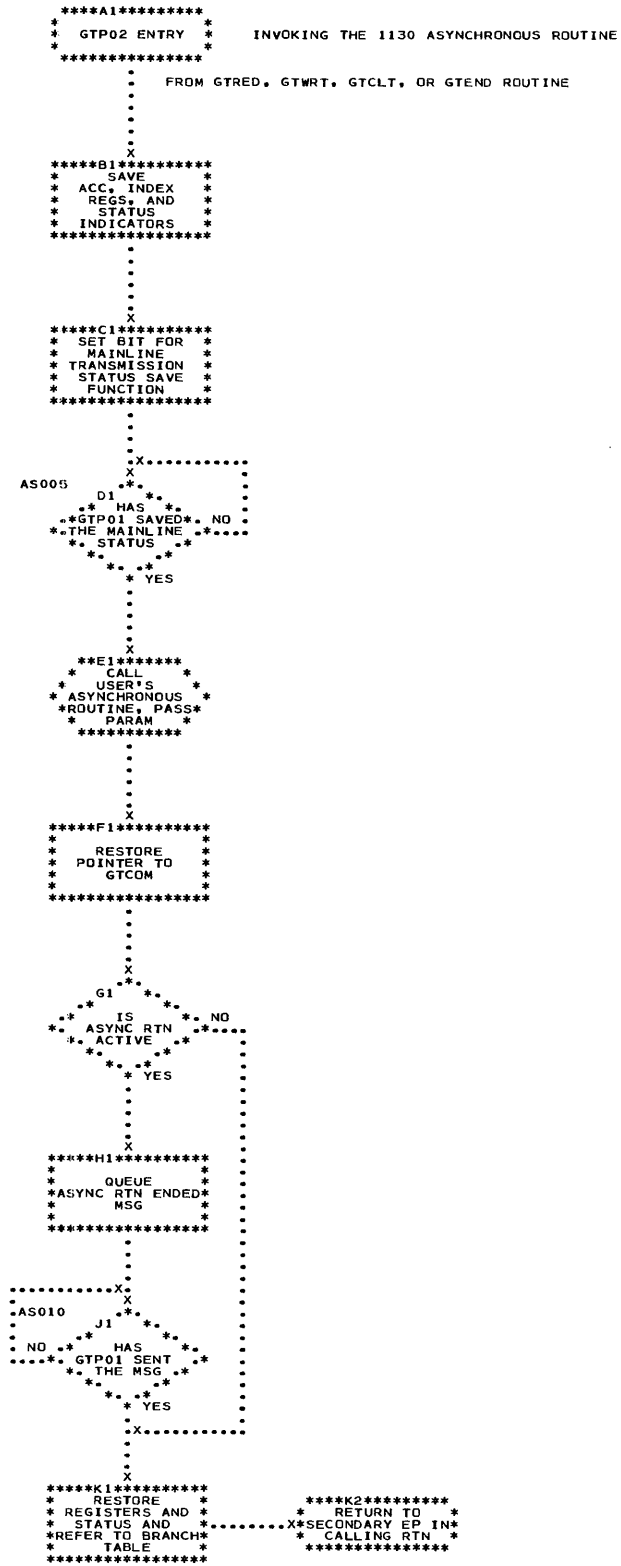 A1
GTP02 ENTRY
INVOKING THE 1130 ASYNCHRONOUS ROUTINE
FROM GTRED, GTWRT, GTCLT, OR GTEND ROUTINE
X
B1
SAVE
ACC, INDEX
REGS, AND
STATUS
INDICATORS
X
C1
SET BIT FOR
MAINLINE
TRANSMISSION
STATUS SAVE
FUNCTION
X
X
AS005
D1
HAS
GTP01 SAVED
NO
THE MAINLINE
STATUS
YES
X
E1
CALL
USER'S
ASYNCHRONOUS
ROUTINE, PASS
PARAM
X
F1
RESTORE
POINTER TO
GTCOM
X
G1
IS
NO
ASYNC RTN
ACTIVE
YES
X
H1
QUEUE
ASYNC RTN ENDED
MSG
X
X
AS010
J1
NO
HAS
GTP01 SENT
THE MSG
YES
X
X
K1
RESTORE
REGISTERS AND
STATUS AND
REFER TO BRANCH
TABLE
X
K2
RETURN TO
SECONDARY EP IN
CALLING RTN